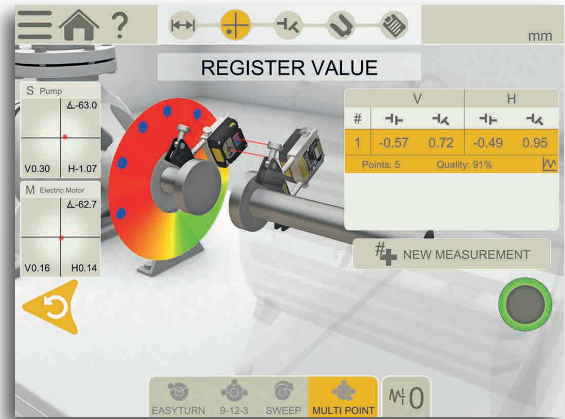 ?
mm
REGISTER VALUE
S Pump
∡-63.0
V0.30 H-1.07
M Electric Motor
∡-62.7
V0.16 H0.14
V H
#
1 -0.57 0.72 -0.49 0.95
Points: 5 Quality: 91%
# NEW MEASUREMENT
EASYTURN 9-12-3 SWEEP MULTI POINT
0